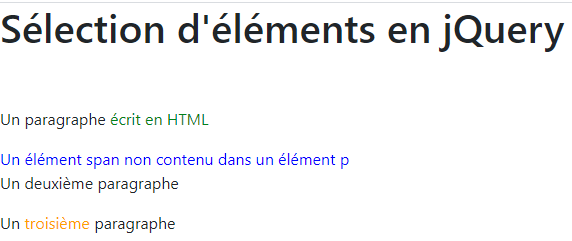 Sélection d'éléments en jQuery
Un paragraphe écrit en HTML
Un élément span non contenu dans un élément p
Un deuxième paragraphe
Un troisième paragraphe